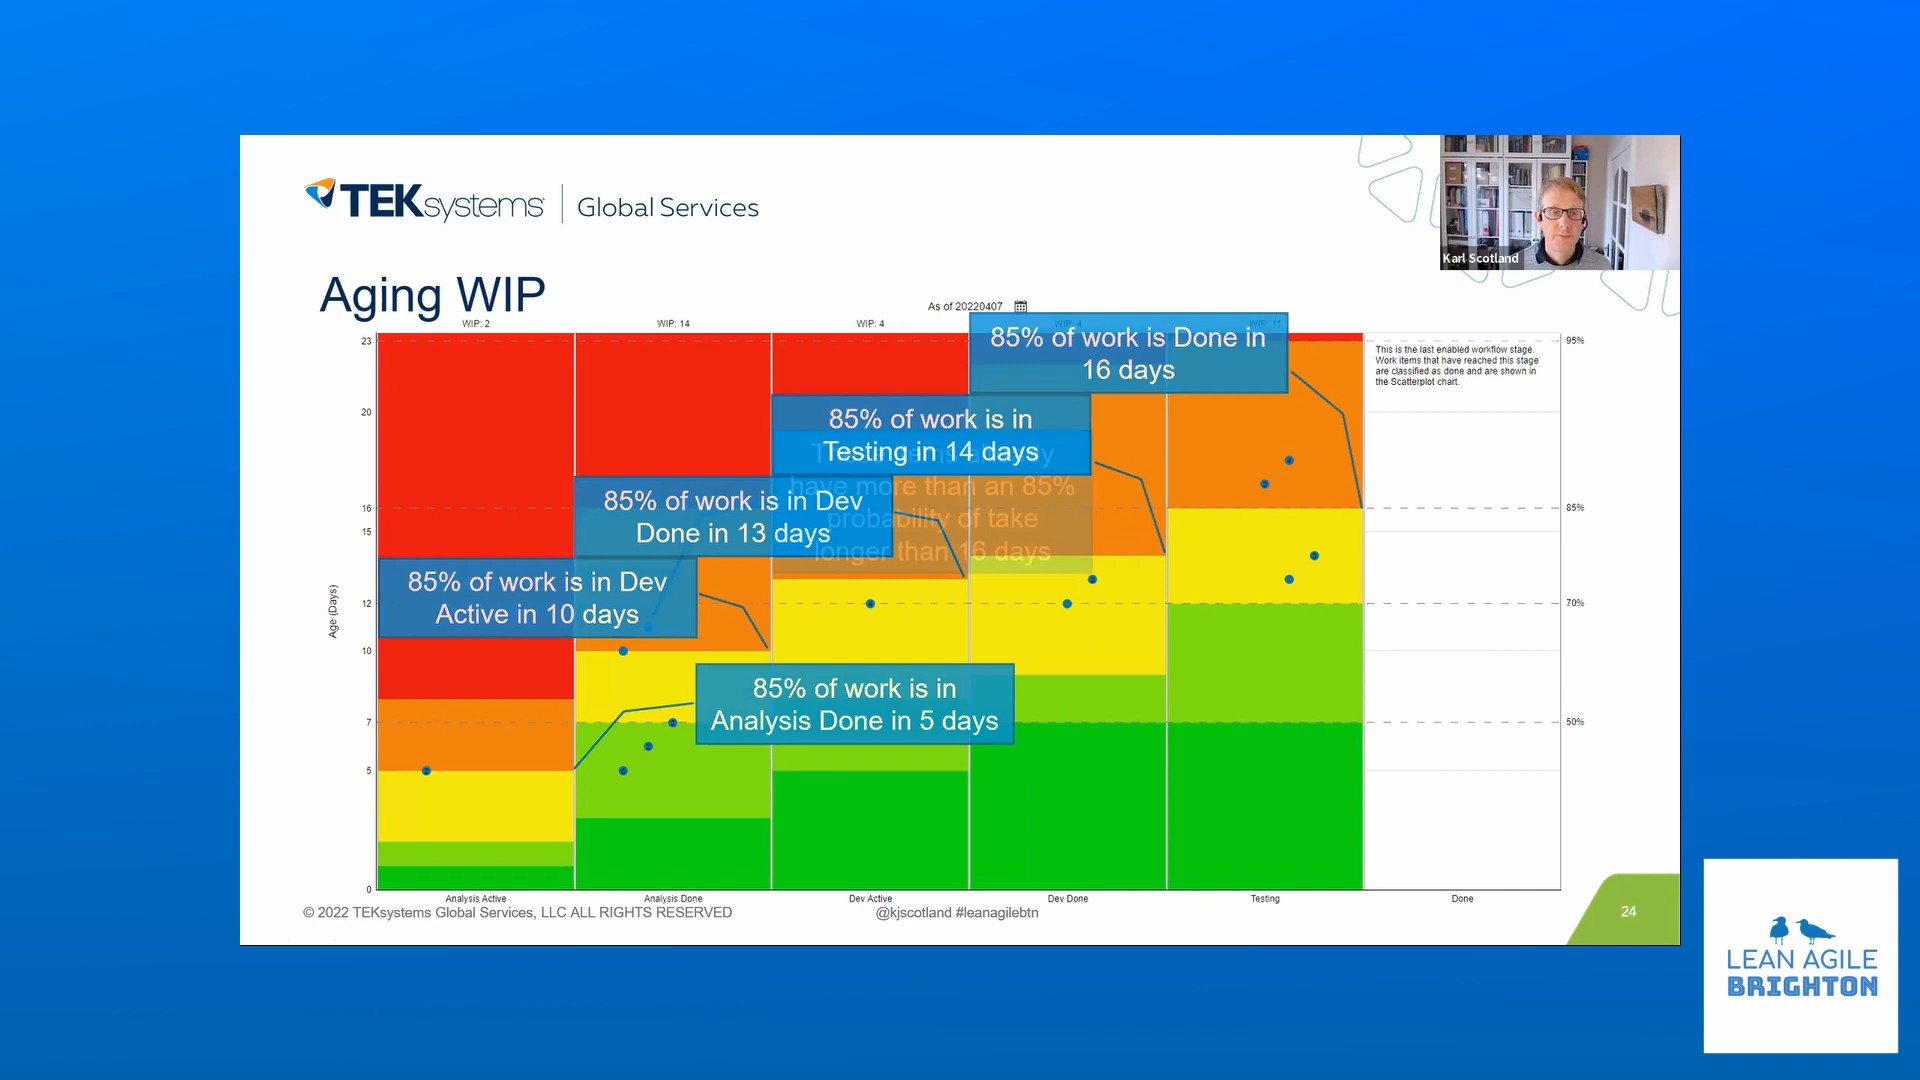 TEKsystems | Global Services
Karl Scotland
Aging WIP
As of 20220407
WIP: 2
WIP: 14
WIP: 4
85% of work is Done in
16 days
85% of work is in
Testing in 14 days
have more than an 85%
probability of take
longer than 16 days
85% of work is in Dev
Done in 13 days
85% of work is in Dev
Active in 10 days
85% of work is in
Analysis Done in 5 days
This is the last enabled workflow stage.
Work items that have reached this stage
are classified as done and are shown in
the Scatterplot chart.
Age (Days)
23
20
16
15
12
10
7
5
0
95%
85%
70%
50%
Analysis Active
Analysis Done
Dev Active
Dev Done
Testing
Done
© 2022 TEKsystems Global Services, LLC ALL RIGHTS RESERVED
@kjscotland #leanagilebtn
24
LEAN AGILE
BRIGHTON